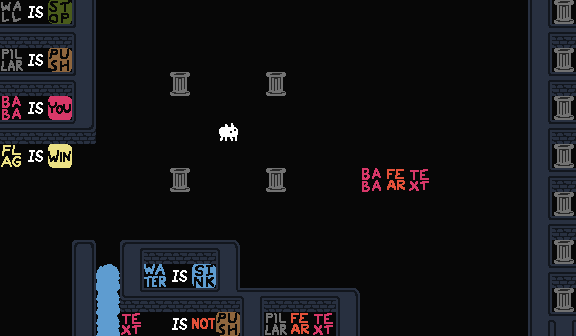 WALL IS STOP
PILLAR IS PUSH
BABA IS YOU
FLAG IS WIN
BABA FEAR TEXT
WATER IS SINK
TEXT IS NOT PUSH
PILLAR FEAR TEXT